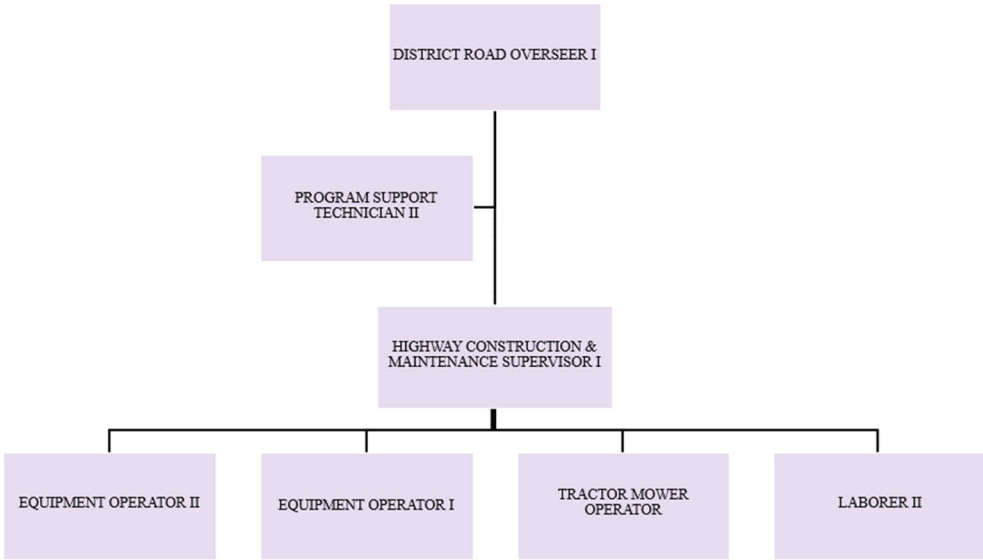 DISTRICT ROAD OVERSEER I
PROGRAM SUPPORT
TECHNICIAN II
HIGHWAY CONSTRUCTION &
MAINTENANCE SUPERVISOR I
EQUIPMENT OPERATOR II
EQUIPMENT OPERATOR I
TRACTOR MOWER
OPERATOR
LABORER II